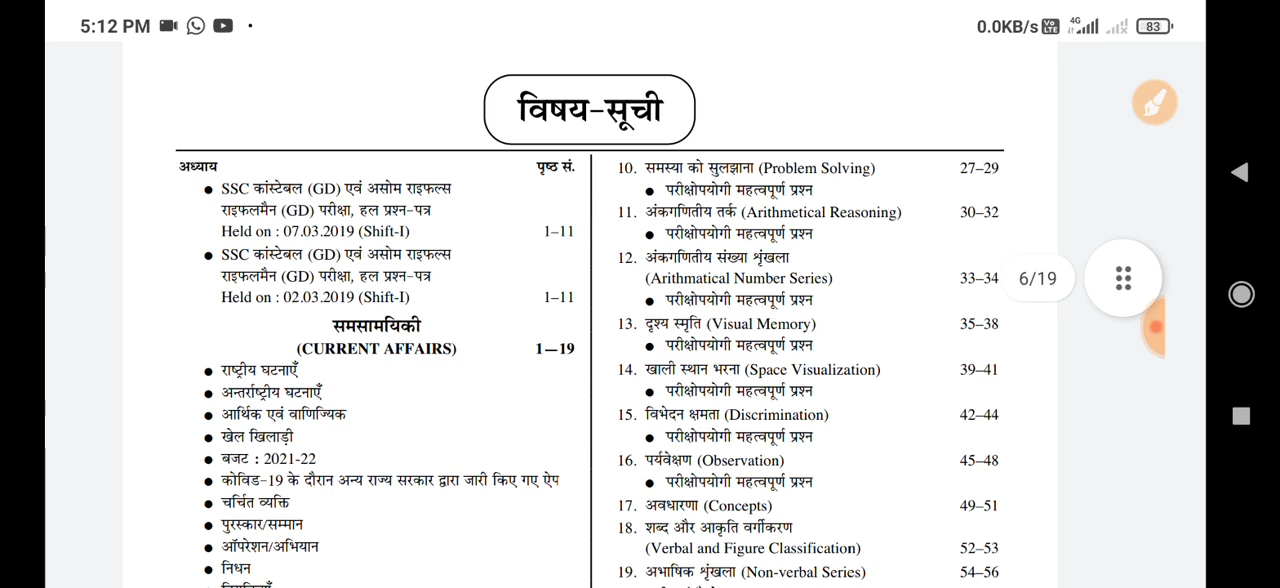 5:12 PM
0.0KB/s
Vo LTE
4G
83
विषय-सूची
अध्याय पृष्ठ सं.
● SSC कांस्टेबल (GD) एवं असोम राइफल्स
राइफलमैन (GD) परीक्षा, हल प्रश्न-पत्र
Held on : 07.03.2019 (Shift-I) 1–11
● SSC कांस्टेबल (GD) एवं असोम राइफल्स
राइफलमैन (GD) परीक्षा, हल प्रश्न-पत्र
Held on : 02.03.2019 (Shift-I) 1–11
समसामयिकी
(CURRENT AFFAIRS) 1—19
● राष्ट्रीय घटनाएँ
● अन्तर्राष्ट्रीय घटनाएँ
● आर्थिक एवं वाणिज्यिक
● खेल खिलाड़ी
● बजट : 2021-22
● कोविड-19 के दौरान अन्य राज्य सरकार द्वारा जारी किए गए ऐप
● चर्चित व्यक्ति
● पुरस्कार/सम्मान
● ऑपरेशन/अभियान
● निधन
10. समस्या को सुलझाना (Problem Solving) 27–29
● परीक्षोपयोगी महत्वपूर्ण प्रश्न
11. अंकगणितीय तर्क (Arithmetical Reasoning) 30–32
● परीक्षोपयोगी महत्वपूर्ण प्रश्न
12. अंकगणितीय संख्या शृंखला
(Arithmatical Number Series) 33–34
● परीक्षोपयोगी महत्वपूर्ण प्रश्न
13. दृश्य स्मृति (Visual Memory) 35–38
● परीक्षोपयोगी महत्वपूर्ण प्रश्न
14. खाली स्थान भरना (Space Visualization) 39–41
● परीक्षोपयोगी महत्वपूर्ण प्रश्न
15. विभेदन क्षमता (Discrimination) 42–44
● परीक्षोपयोगी महत्वपूर्ण प्रश्न
16. पर्यवेक्षण (Observation) 45–48
● परीक्षोपयोगी महत्वपूर्ण प्रश्न
17. अवधारणा (Concepts) 49–51
18. शब्द और आकृति वर्गीकरण
(Verbal and Figure Classification) 52–53
19. अभाषिक शृंखला (Non-verbal Series) 54–56
6/19